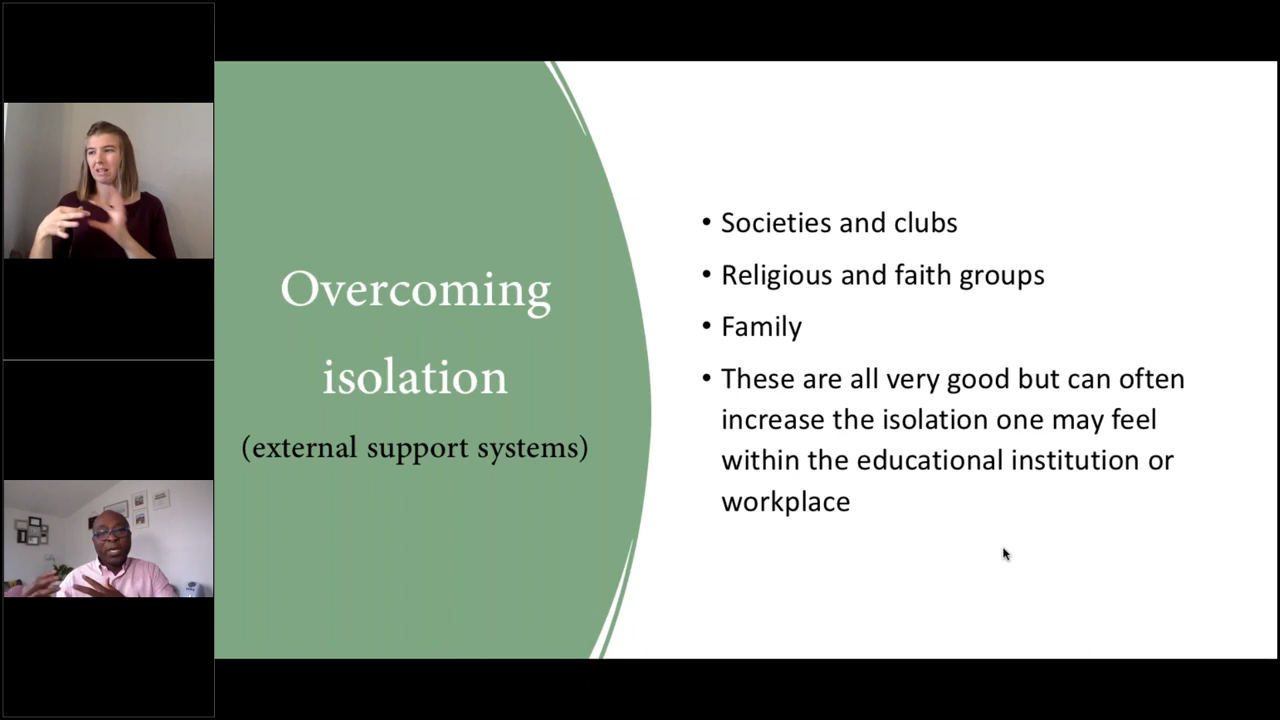 Overcoming
isolation
(external support systems)
• Societies and clubs
• Religious and faith groups
• Family
• These are all very good but can often
increase the isolation one may feel
within the educational institution or
workplace